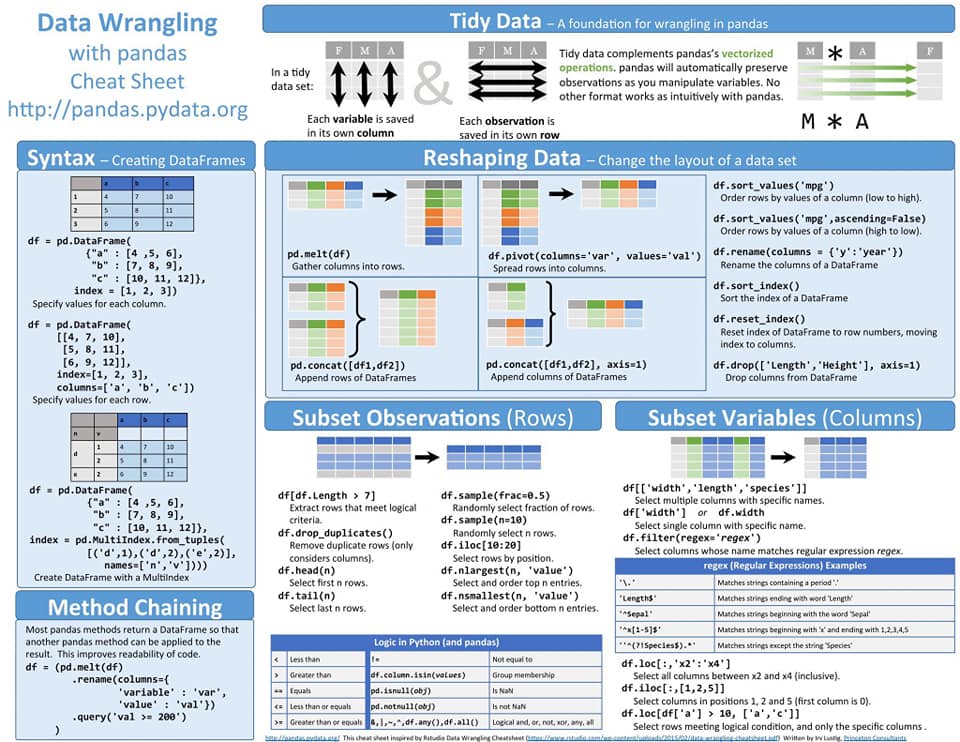 Data Wrangling
with pandas
Cheat Sheet
http://pandas.pydata.org
Tidy Data – A foundation for wrangling in pandas
In a tidy
data set:
F M A
Each variable is saved
in its own column
&
F M A
Each observation is
saved in its own row
Tidy data complements pandas's vectorized
operations. pandas will automatically preserve
observations as you manipulate variables. No
other format works as intuitively with pandas.
M * A F
M * A
Syntax – Creating DataFrames
a b c
1 4 7 10
2 5 8 11
3 6 9 12
df = pd.DataFrame(
{"a" : [4 ,5, 6],
"b" : [7, 8, 9],
"c" : [10, 11, 12]},
index = [1, 2, 3])
Specify values for each column.
df = pd.DataFrame(
[[4, 7, 10],
[5, 8, 11],
[6, 9, 12]],
index=[1, 2, 3],
columns=['a', 'b', 'c'])
Specify values for each row.
a b c
n v
d 1 4 7 10
2 5 8 11
e 2 6 9 12
df = pd.DataFrame(
{"a" : [4 ,5, 6],
"b" : [7, 8, 9],
"c" : [10, 11, 12]},
index = pd.MultiIndex.from_tuples(
[('d',1),('d',2),('e',2)],
names=['n','v'])))
Create DataFrame with a MultiIndex
Method Chaining
Most pandas methods return a DataFrame so that
another pandas method can be applied to the
result. This improves readability of code.
df = (pd.melt(df)
.rename(columns={
'variable' : 'var',
'value' : 'val'})
.query('val >= 200')
)
Reshaping Data – Change the layout of a data set
pd.melt(df)
Gather columns into rows.
df.pivot(columns='var', values='val')
Spread rows into columns.
pd.concat([df1,df2])
Append rows of DataFrames
pd.concat([df1,df2], axis=1)
Append columns of DataFrames
df.sort_values('mpg')
Order rows by values of a column (low to high).
df.sort_values('mpg',ascending=False)
Order rows by values of a column (high to low).
df.rename(columns = {'y':'year'})
Rename the columns of a DataFrame
df.sort_index()
Sort the index of a DataFrame
df.reset_index()
Reset index of DataFrame to row numbers, moving
index to columns.
df.drop(['Length','Height'], axis=1)
Drop columns from DataFrame
Subset Observations (Rows)
df[df.Length > 7]
Extract rows that meet logical
criteria.
df.drop_duplicates()
Remove duplicate rows (only
considers columns).
df.head(n)
Select first n rows.
df.tail(n)
Select last n rows.
df.sample(frac=0.5)
Randomly select fraction of rows.
df.sample(n=10)
Randomly select n rows.
df.iloc[10:20]
Select rows by position.
df.nlargest(n, 'value')
Select and order top n entries.
df.nsmallest(n, 'value')
Select and order bottom n entries.
Logic in Python (and pandas)
< Less than != Not equal to
> Greater than df.column.isin(values) Group membership
== Equals pd.isnull(obj) Is NaN
<= Less than or equals pd.notnull(obj) Is not NaN
>= Greater than or equals &,|,~,^,df.any(),df.all() Logical and, or, not, xor, any, all
Subset Variables (Columns)
df[['width','length','species']]
Select multiple columns with specific names.
df['width'] or df.width
Select single column with specific name.
df.filter(regex='regex')
Select columns whose name matches regular expression regex.
regex (Regular Expressions) Examples
'\.' Matches strings containing a period '.'
'Length$' Matches strings ending with word 'Length'
'^Sepal' Matches strings beginning with the word 'Sepal'
'^x[1-5]$' Matches strings beginning with 'x' and ending with 1,2,3,4,5
''^(?!Species$).*' Matches strings except the string 'Species'
df.loc[:,'x2':'x4']
Select all columns between x2 and x4 (inclusive).
df.iloc[:,[1,2,5]]
Select columns in positions 1, 2 and 5 (first column is 0).
df.loc[df['a'] > 10, ['a','c']]
Select rows meeting logical condition, and only the specific columns .
http://pandas.pydata.org/ This cheat sheet inspired by Rstudio Data Wrangling Cheatsheet (https://www.rstudio.com/wp-content/uploads/2015/02/data-wrangling-cheatsheet.pdf) Written by Irv Lustig, Princeton Consultants